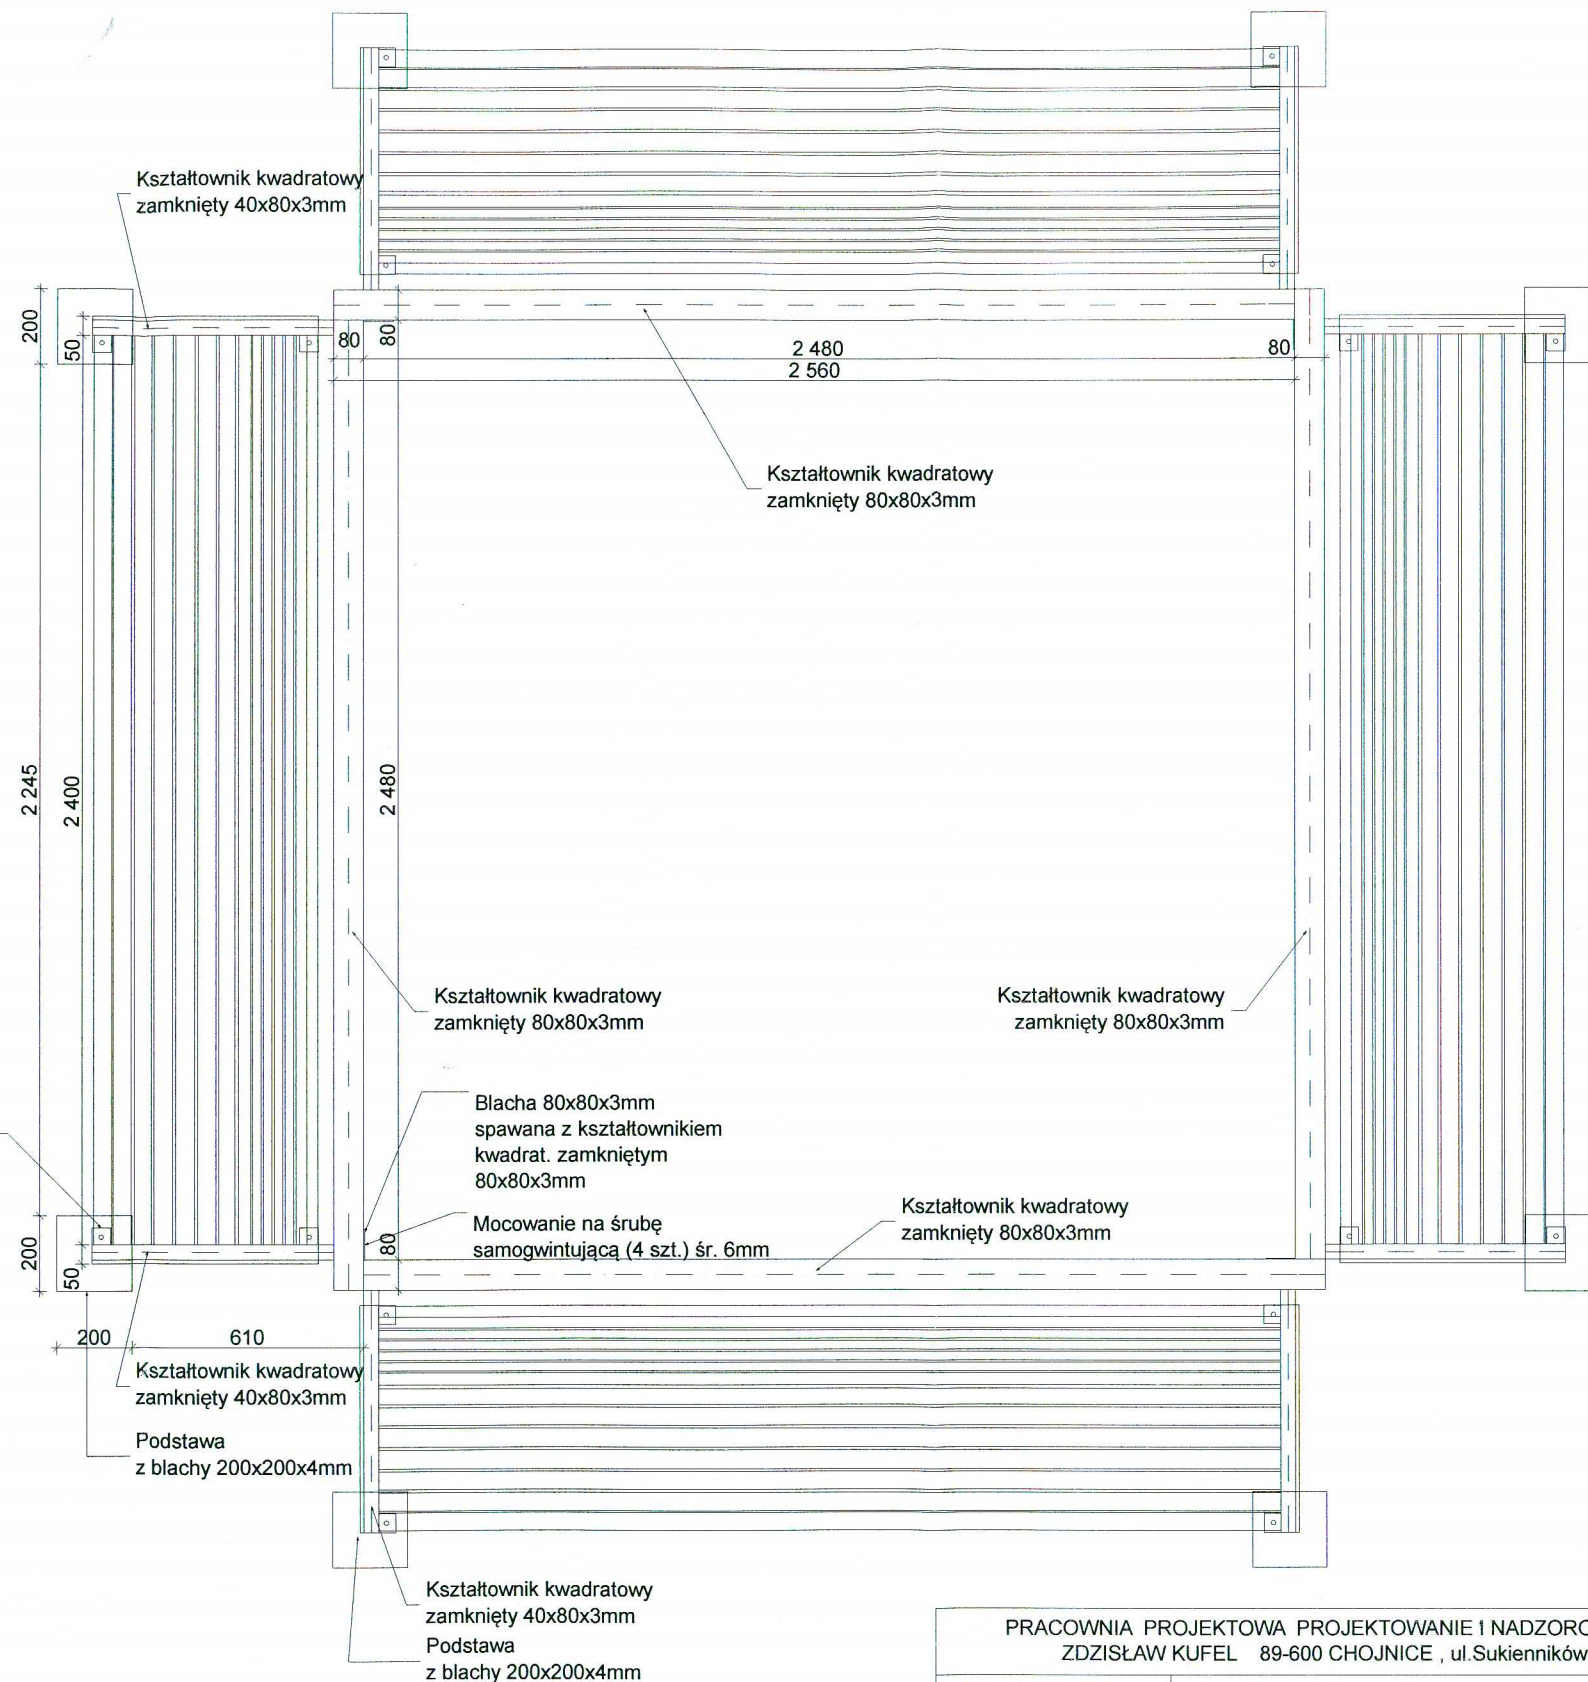 Kształtownik kwadratowy
zamknięty 40x80x3mm
200
50
80
80
2 480
80
2 560
Kształtownik kwadratowy
zamknięty 80x80x3mm
2 245
2 400
2 480
Kształtownik kwadratowy
zamknięty 80x80x3mm
Kształtownik kwadratowy
zamknięty 80x80x3mm
Blacha 80x80x3mm
spawana z kształtownikiem
kwadrat. zamkniętym
80x80x3mm
Mocowanie na śrubę
samogwintującą (4 szt.) śr. 6mm
Kształtownik kwadratowy
zamknięty 80x80x3mm
80
200
50
200
610
Kształtownik kwadratowy
zamknięty 40x80x3mm
Podstawa
z blachy 200x200x4mm
Kształtownik kwadratowy
zamknięty 40x80x3mm
Podstawa
z blachy 200x200x4mm
PRACOWNIA PROJEKTOWA PROJEKTOWANIE I NADZORO
ZDZISŁAW KUFEL 89-600 CHOJNICE , ul.Sukienników